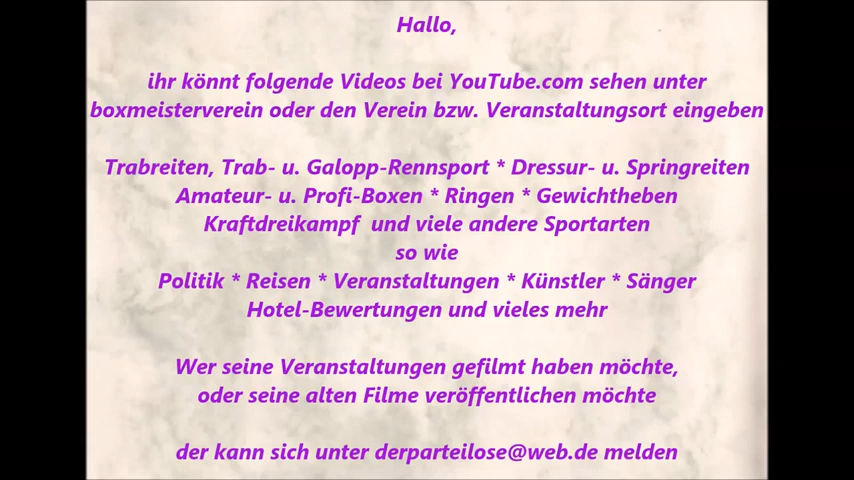 Hallo,
ihr könnt folgende Videos bei YouTube.com sehen unter
boxmeisterverein oder den Verein bzw. Veranstaltungsort eingeben
Trabreiten, Trab- u. Galopp-Rennsport * Dressur- u. Springreiten
Amateur- u. Profi-Boxen * Ringen * Gewichtheben
Kraftdreikampf und viele andere Sportarten
so wie
Politik * Reisen * Veranstaltungen * Künstler * Sänger
Hotel-Bewertungen und vieles mehr
Wer seine Veranstaltungen gefilmt haben möchte,
oder seine alten Filme veröffentlichen möchte
der kann sich unter derparteilose@web.de melden